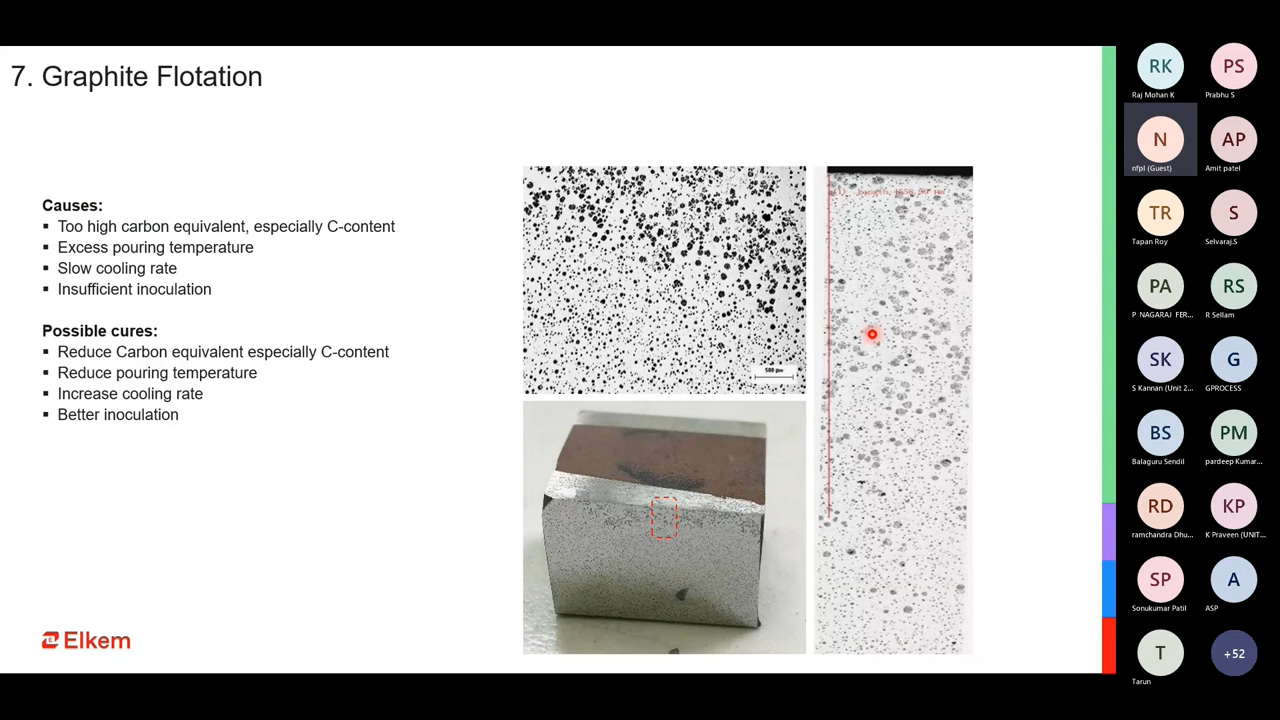 7. Graphite Flotation
Causes:
▪ Too high carbon equivalent, especially C-content
▪ Excess pouring temperature
▪ Slow cooling rate
▪ Insufficient inoculation
Possible cures:
▪ Reduce Carbon equivalent especially C-content
▪ Reduce pouring temperature
▪ Increase cooling rate
▪ Better inoculation
500 µm
Length
Elkem
RK
Raj Mohan K
PS
Prabhu S
N
nfpl (Guest)
AP
Amit patel
TR
Tapan Roy
S
Selvaraj.S
PA
P NAGARAJ FER...
RS
R Sellam
SK
S Kannan (Unit 2...
G
GPROCESS
BS
Balaguru Sendil
PM
pardeep Kumar...
RD
ramchandra Dhu...
KP
K Praveen (UNIT...
SP
Sonukumar Patil
A
ASP
T
Tarun
+52